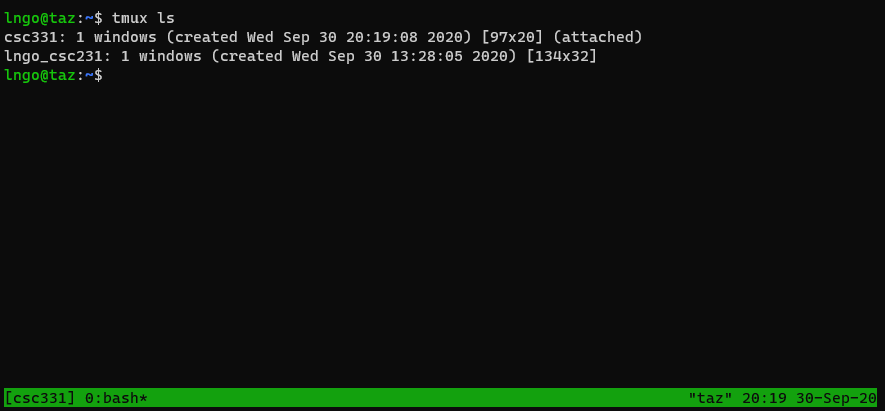 lngo@taz:~$ tmux ls
csc331: 1 windows (created Wed Sep 30 20:19:08 2020) [97x20] (attached)
lngo_csc231: 1 windows (created Wed Sep 30 13:28:05 2020) [134x32]
lngo@taz:~$
[csc331] 0:bash* "taz" 20:19 30-Sep-20